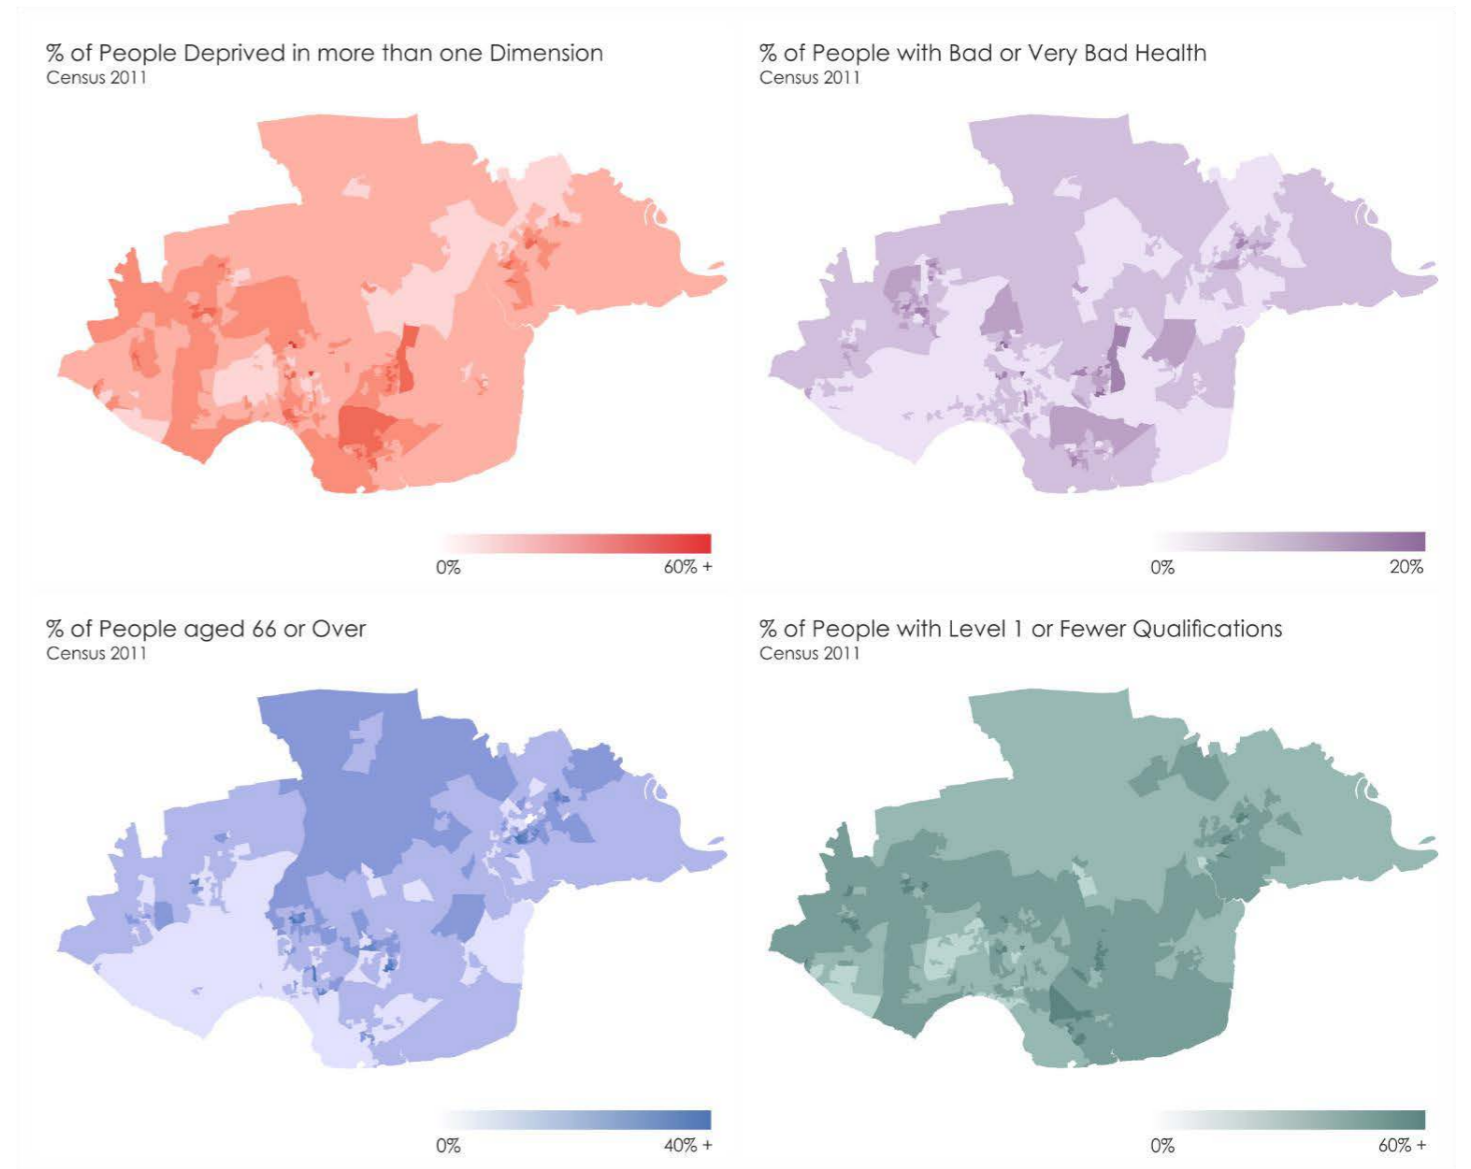 % of People Deprived in more than one Dimension
Census 2011
0%
60% +
% of People with Bad or Very Bad Health
Census 2011
0%
20%
% of People aged 66 or Over
Census 2011
0%
40% +
% of People with Level 1 or Fewer Qualifications
Census 2011
0%
60% +